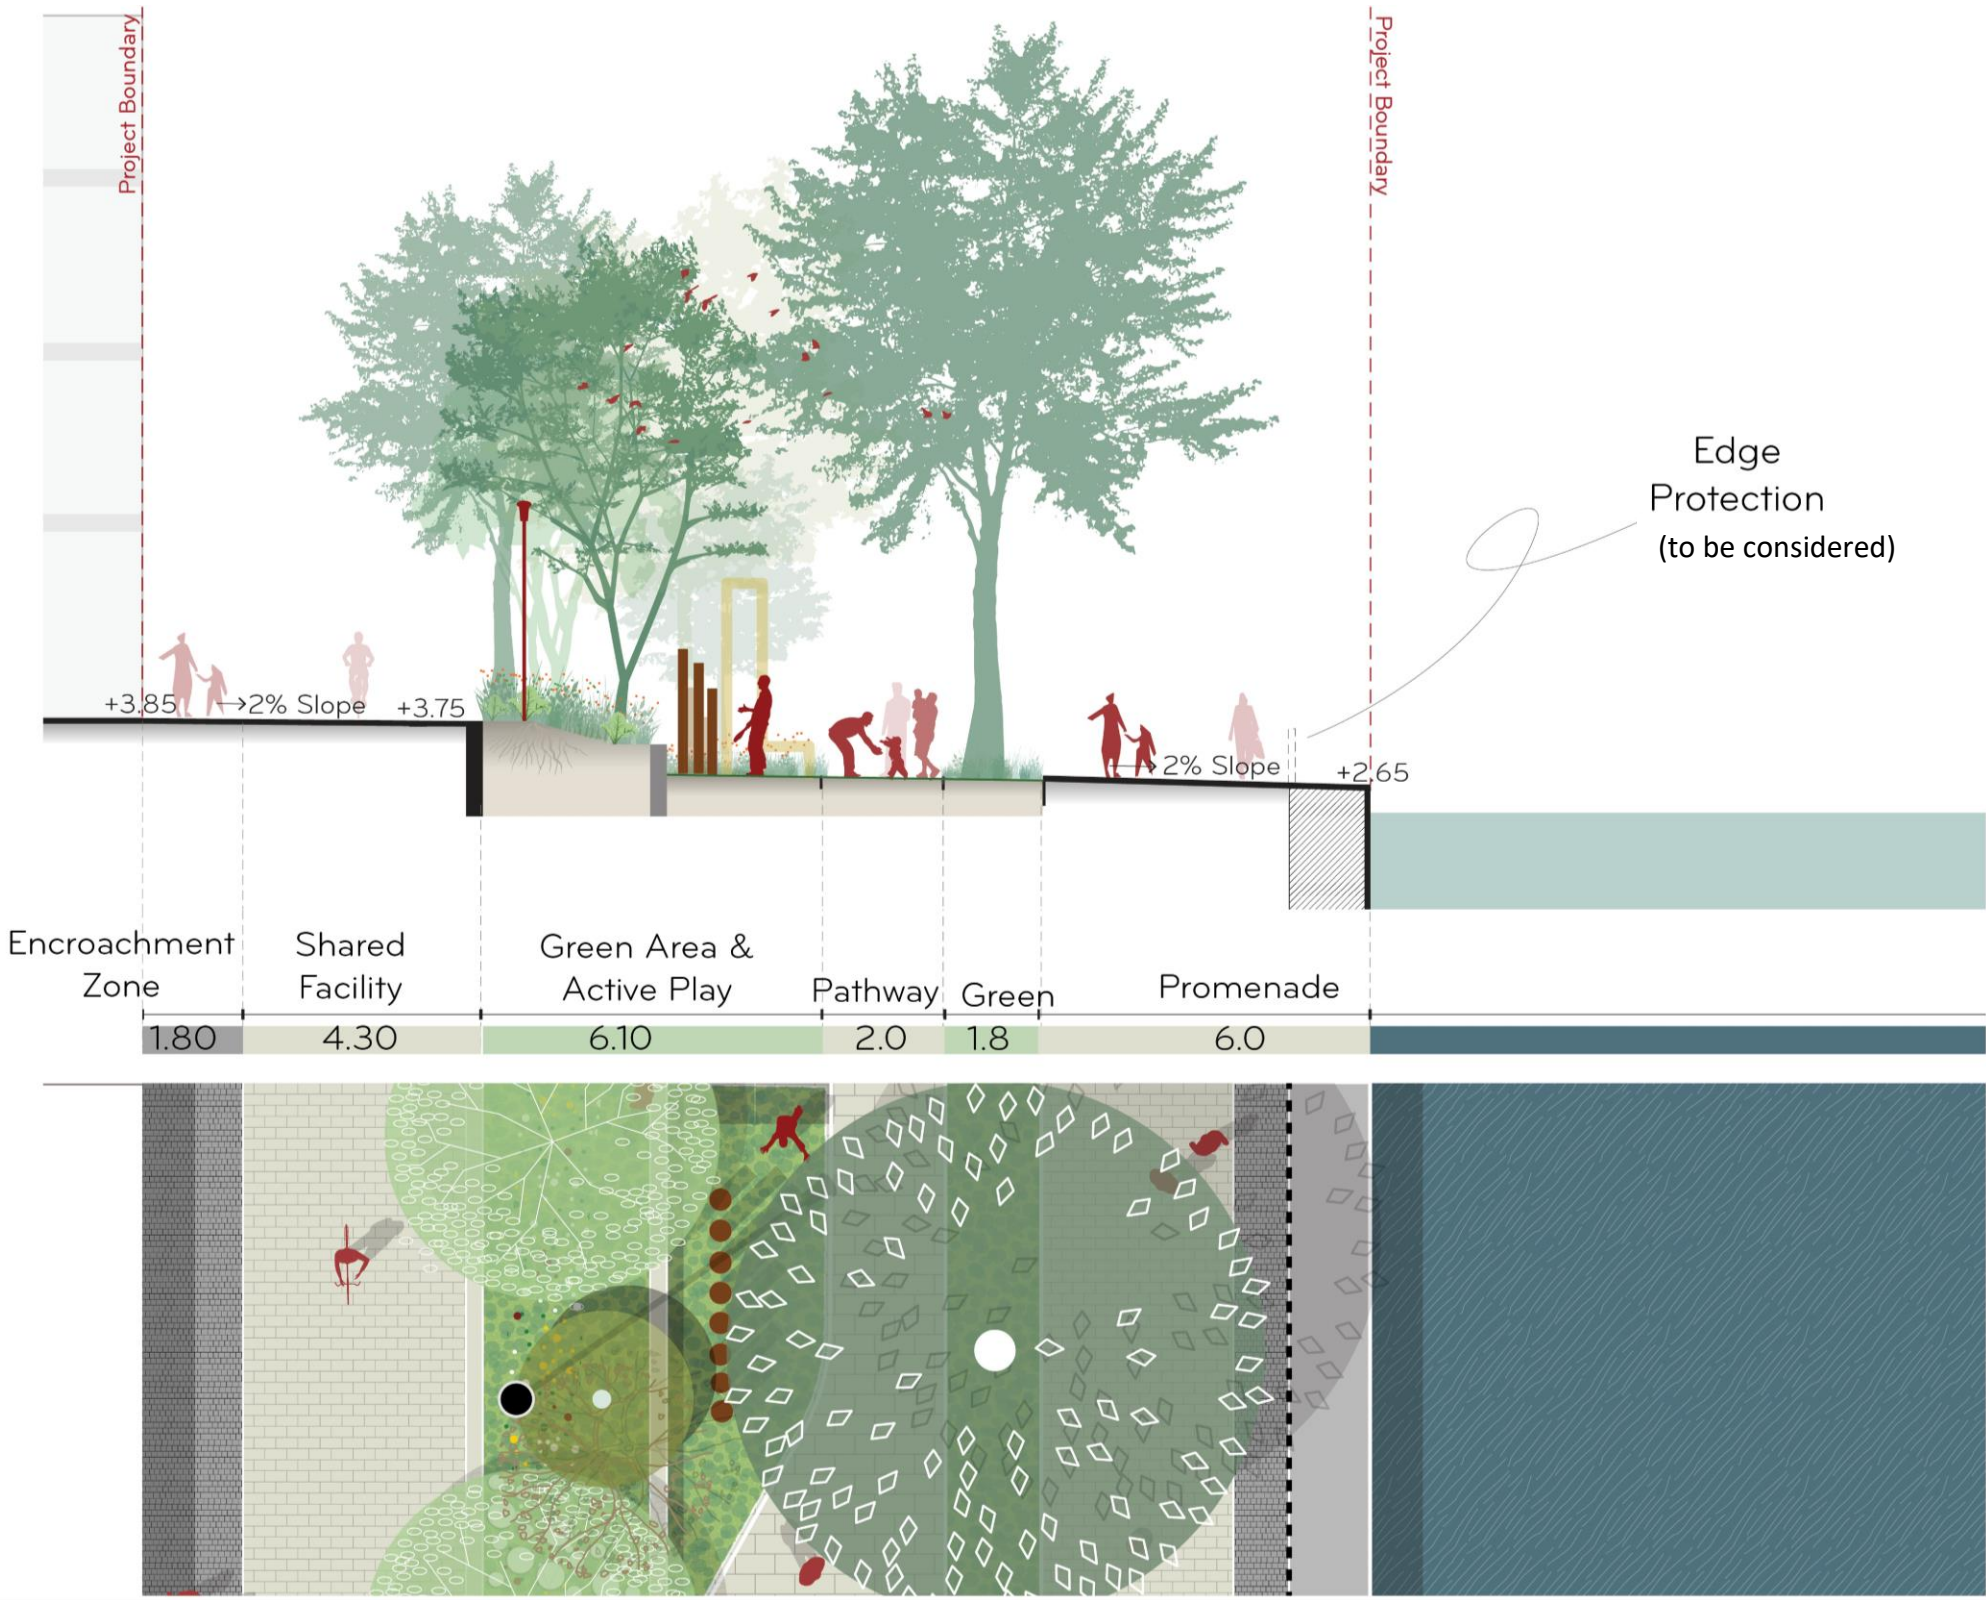 Project Boundary
Project Boundary
Edge
Protection
(to be considered)
+3.85
→2% Slope
+3.75
→2% Slope
+2.65
Encroachment
Zone
Shared
Facility
Green Area &
Active Play
Pathway
Green
Promenade
1.80
4.30
6.10
2.0
1.8
6.0